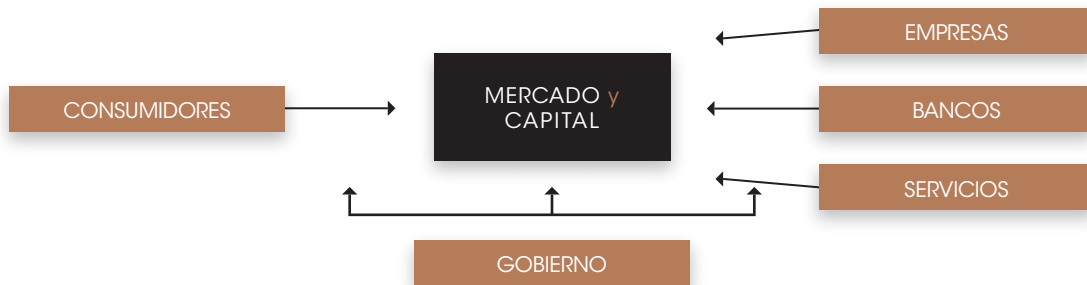 EMPRESAS
MERCADO y
CAPITAL
CONSUMIDORES
BANCOS
SERVICIOS
GOBIERNO